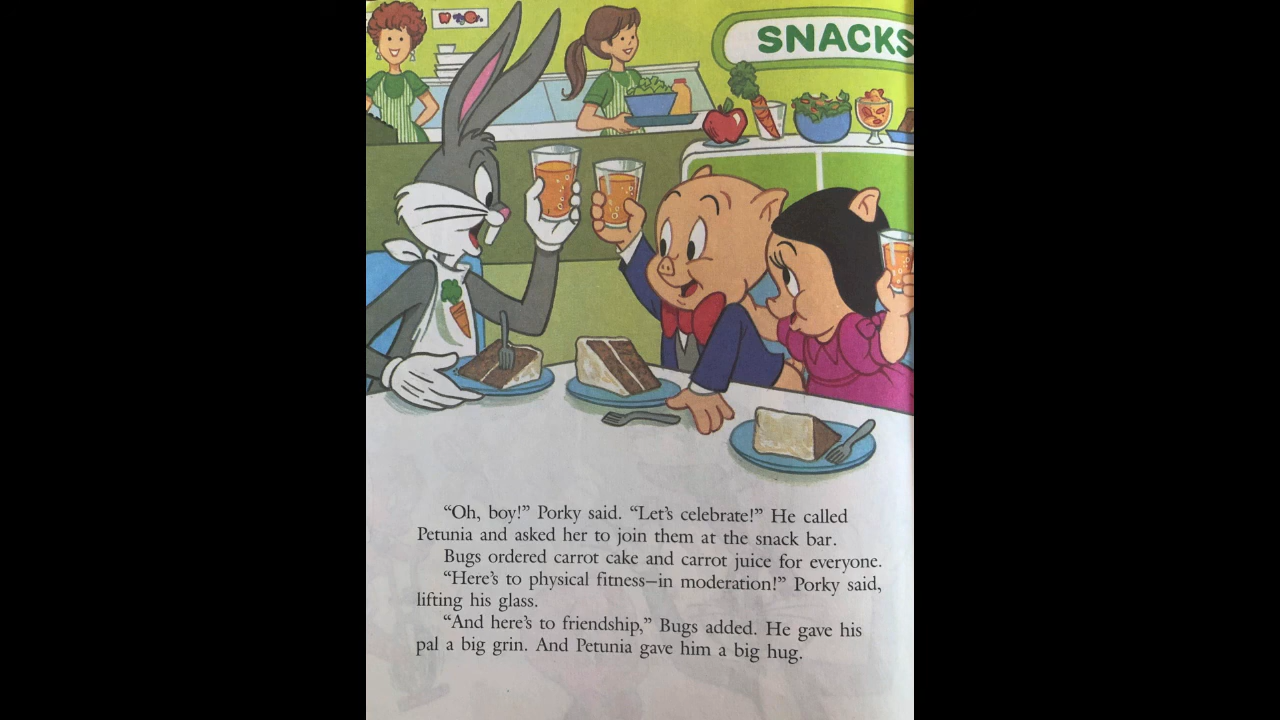 SNACKS
“Oh, boy!” Porky said. “Let’s celebrate!” He called
Petunia and asked her to join them at the snack bar.
Bugs ordered carrot cake and carrot juice for everyone.
“Here’s to physical fitness—in moderation!” Porky said,
lifting his glass.
“And here’s to friendship,” Bugs added. He gave his
pal a big grin. And Petunia gave him a big hug.